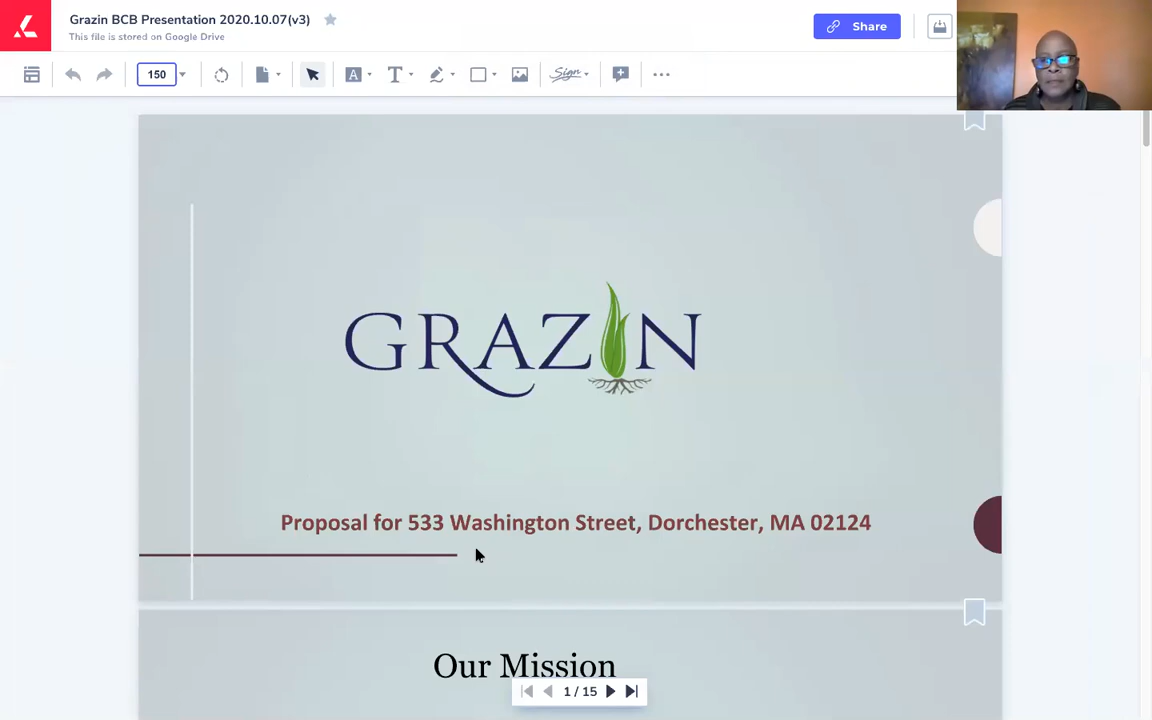 Grazin BCB Presentation 2020.10.07(v3)
This file is stored on Google Drive
Share
150
A
T
Sign
GRAZIN
Proposal for 533 Washington Street, Dorchester, MA 02124
Our Mission
1 / 15